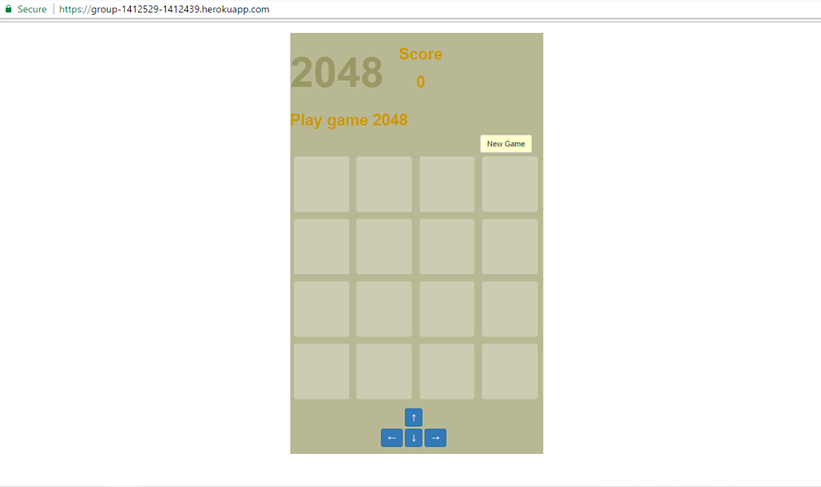 Secure | https://group-1412529-1412439.herokuapp.com
2048
Score
0
Play game 2048
New Game
↑
← ↓ →